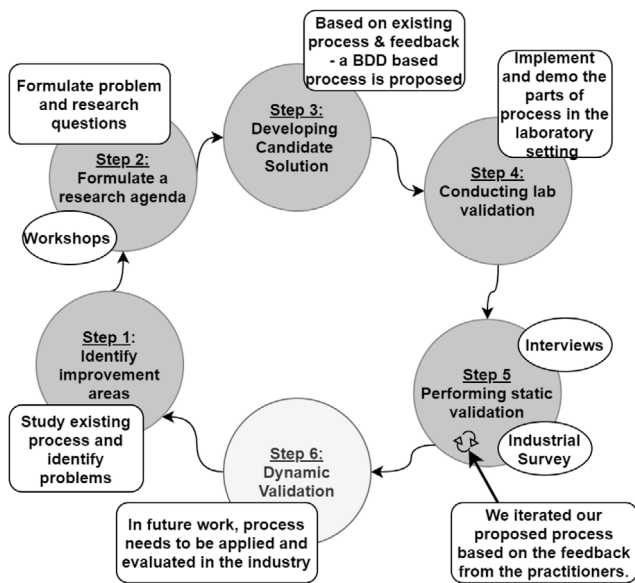 Step 1:
Identify
improvement
areas
Study existing
process and
identify
problems
Formulate problem
and research
questions
Step 2:
Formulate a
research agenda
Workshops
Based on existing
process & feedback
- a BDD based
process is proposed
Step 3:
Developing
Candidate
Solution
Implement
and demo the
parts of
process in the
laboratory
setting
Step 4:
Conducting lab
validation
Step 5
Performing static
validation
Interviews
Industrial
Survey
We iterated our
proposed process
based on the feedback
from the practitioners.
Step 6:
Dynamic
Validation
In future work, process
needs to be applied and
evaluated in the industry